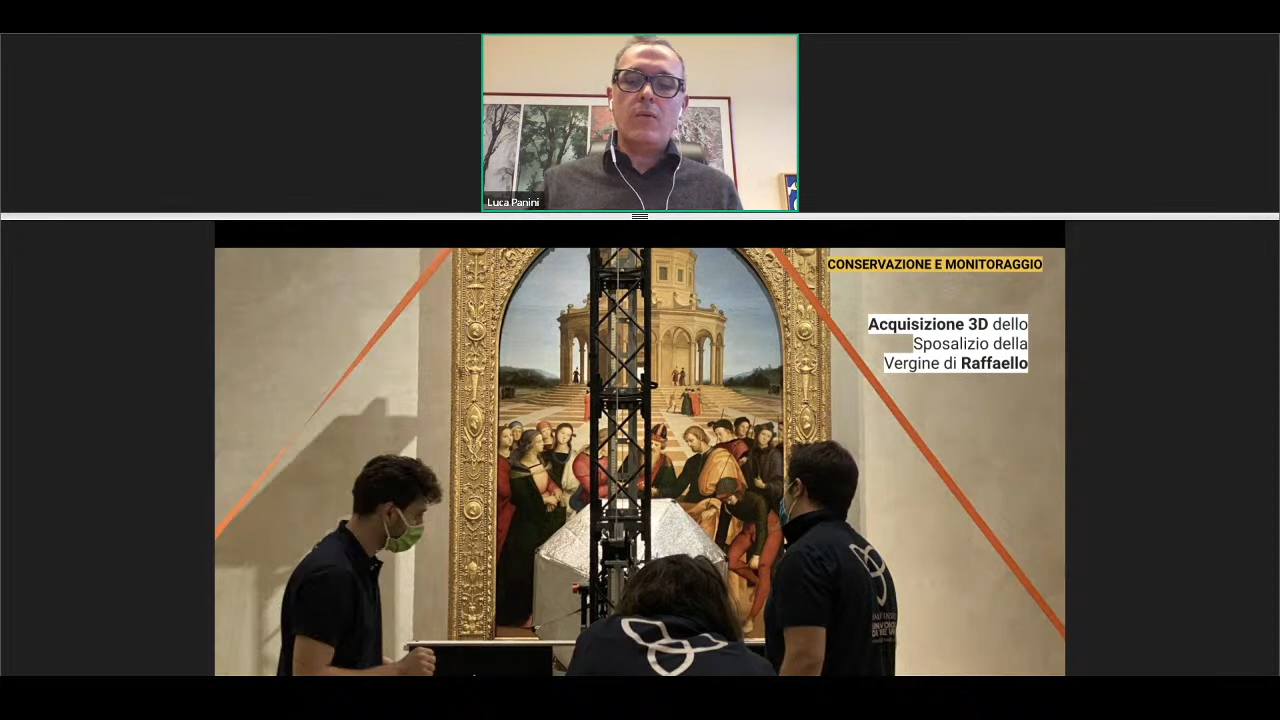 Luca Panini
CONSERVAZIONE E MONITORAGGIO
Acquisizione 3D dello
Sposalizio della
Vergine di Raffaello